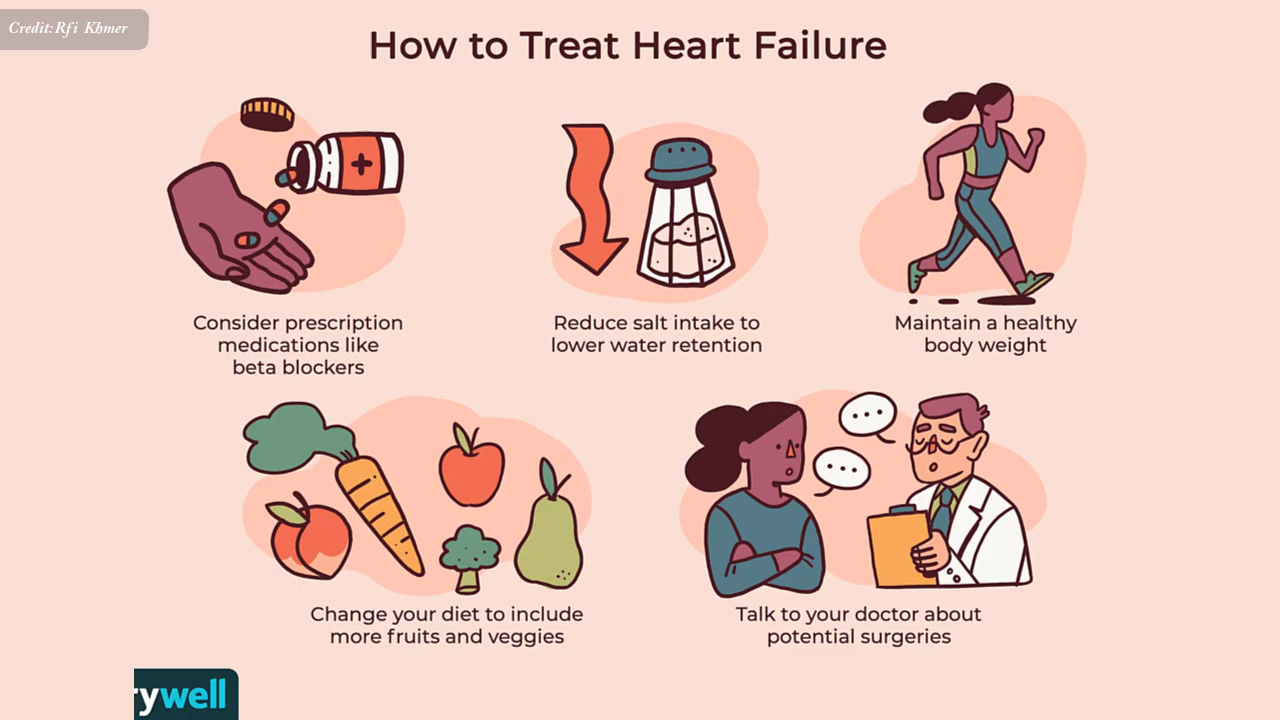 Credit:Rfi Khmer
How to Treat Heart Failure
Consider prescription
medications like
beta blockers
Reduce salt intake to
lower water retention
Maintain a healthy
body weight
Change your diet to include
more fruits and veggies
Talk to your doctor about
potential surgeries
rywell